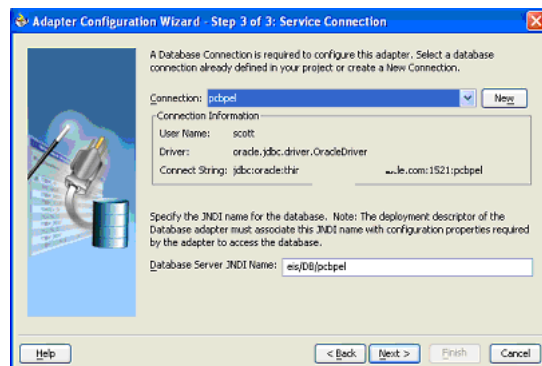 Adapter Configuration Wizard - Step 3 of 3: Service Connection
A Database Connection is required to configure this adapter. Select a database
connection already defined in your project or create a New Connection.
Connection: pcbpel New
Connection Information
User Name: scott
Driver: oracle.jdbc.driver.OracleDriver
Connect String: jdbc:oracle:thir le.com:1521:pcbpel
Specify the JNDI name for the database. Note: The deployment descriptor of the
Database adapter must associate this JNDI name with configuration properties required
by the adapter to access the database.
Database Server JNDI Name: eis/DB/pcbpel
Help < Back Next > Finish Cancel